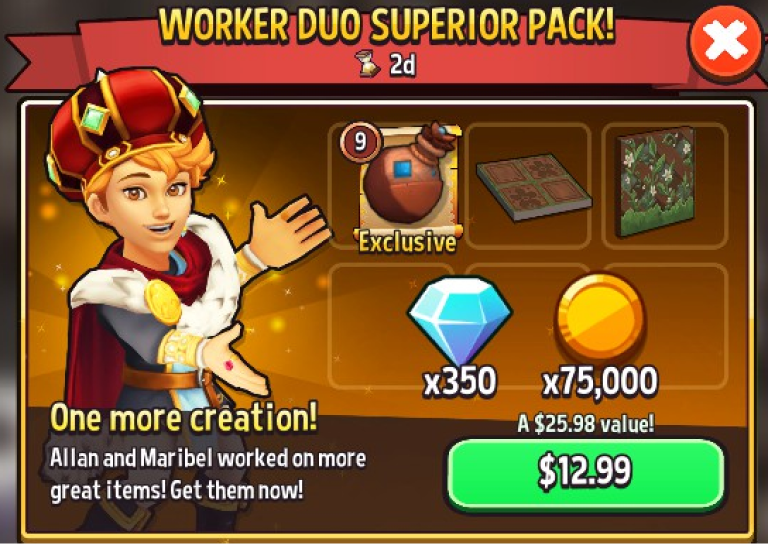 WORKER DUO SUPERIOR PACK!
2d
9
Exclusive
x350 x75,000
One more creation!
Allan and Maribel worked on more
great items! Get them now!
A $25.98 value!
$12.99